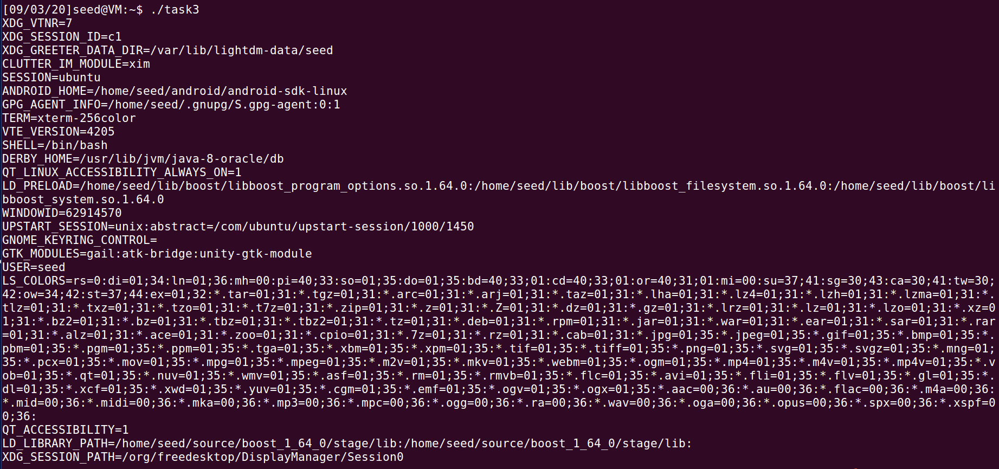 [09/03/20]seed@VM:~$ ./task3
XDG_VTNR=7
XDG_SESSION_ID=c1
XDG_GREETER_DATA_DIR=/var/lib/lightdm-data/seed
CLUTTER_IM_MODULE=xim
SESSION=ubuntu
ANDROID_HOME=/home/seed/android/android-sdk-linux
GPG_AGENT_INFO=/home/seed/.gnupg/S.gpg-agent:0:1
TERM=xterm-256color
VTE_VERSION=4205
SHELL=/bin/bash
DERBY_HOME=/usr/lib/jvm/java-8-oracle/db
QT_LINUX_ACCESSIBILITY_ALWAYS_ON=1
LD_PRELOAD=/home/seed/lib/boost/libboost_program_options.so.1.64.0:/home/seed/lib/boost/libboost_filesystem.so.1.64.0:/home/seed/lib/boost/li
bboost_system.so.1.64.0
WINDOWID=62914570
UPSTART_SESSION=unix:abstract=/com/ubuntu/upstart-session/1000/1450
GNOME_KEYRING_CONTROL=
GTK_MODULES=gail:atk-bridge:unity-gtk-module
USER=seed
LS_COLORS=rs=0:di=01;34:ln=01;36:mh=00:pi=40;33:so=01;35:do=01;35:bd=40;33;01:cd=40;33;01:or=40;31;01:mi=00:su=37;41:sg=30;43:ca=30;41:tw=30;
42:ow=34;42:st=37;44:ex=01;32:*.tar=01;31:*.tgz=01;31:*.arc=01;31:*.arj=01;31:*.taz=01;31:*.lha=01;31:*.lz4=01;31:*.lzh=01;31:*.lzma=01;31:*.
tlz=01;31:*.txz=01;31:*.tzo=01;31:*.t7z=01;31:*.zip=01;31:*.z=01;31:*.Z=01;31:*.dz=01;31:*.gz=01;31:*.lrz=01;31:*.lz=01;31:*.lzo=01;31:*.xz=0
1;31:*.bz2=01;31:*.bz=01;31:*.tbz=01;31:*.tbz2=01;31:*.tz=01;31:*.deb=01;31:*.rpm=01;31:*.jar=01;31:*.war=01;31:*.ear=01;31:*.sar=01;31:*.rar
=01;31:*.alz=01;31:*.ace=01;31:*.zoo=01;31:*.cpio=01;31:*.7z=01;31:*.rz=01;31:*.cab=01;31:*.jpg=01;35:*.jpeg=01;35:*.gif=01;35:*.bmp=01;35:*.
pbm=01;35:*.pgm=01;35:*.ppm=01;35:*.tga=01;35:*.xbm=01;35:*.xpm=01;35:*.tif=01;35:*.tiff=01;35:*.png=01;35:*.svg=01;35:*.svgz=01;35:*.mng=01;
35:*.pcx=01;35:*.mov=01;35:*.mpg=01;35:*.mpeg=01;35:*.m2v=01;35:*.mkv=01;35:*.webm=01;35:*.ogm=01;35:*.mp4=01;35:*.m4v=01;35:*.mp4v=01;35:*.v
ob=01;35:*.qt=01;35:*.nuv=01;35:*.wmv=01;35:*.asf=01;35:*.rm=01;35:*.rmvb=01;35:*.flc=01;35:*.avi=01;35:*.fli=01;35:*.flv=01;35:*.gl=01;35:*.
dl=01;35:*.xcf=01;35:*.xwd=01;35:*.yuv=01;35:*.cgm=01;35:*.emf=01;35:*.ogv=01;35:*.ogx=01;35:*.aac=00;36:*.au=00;36:*.flac=00;36:*.m4a=00;36:
*.mid=00;36:*.midi=00;36:*.mka=00;36:*.mp3=00;36:*.mpc=00;36:*.ogg=00;36:*.ra=00;36:*.wav=00;36:*.oga=00;36:*.opus=00;36:*.spx=00;36:*.xspf=0
0;36:
QT_ACCESSIBILITY=1
LD_LIBRARY_PATH=/home/seed/source/boost_1_64_0/stage/lib:/home/seed/source/boost_1_64_0/stage/lib:
XDG_SESSION_PATH=/org/freedesktop/DisplayManager/Session0